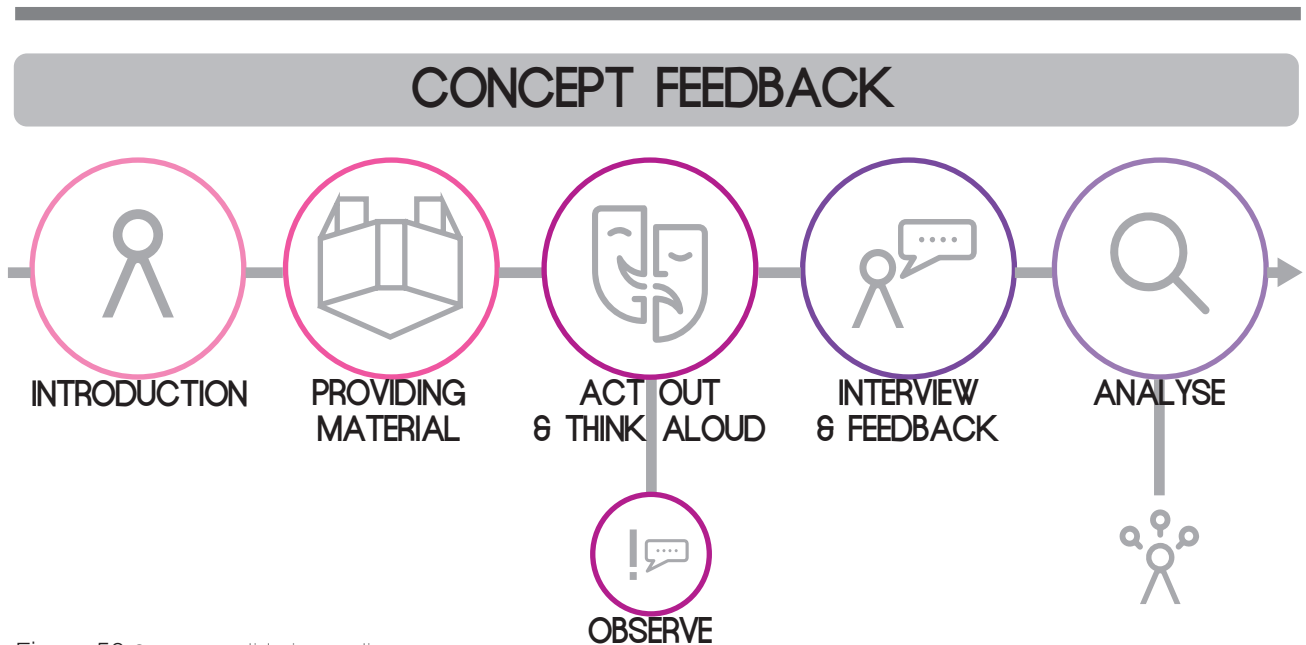 CONCEPT FEEDBACK
INTRODUCTION
PROVIDING
MATERIAL
ACT OUT
& THINK ALOUD
INTERVIEW
& FEEDBACK
ANALYSE
OBSERVE